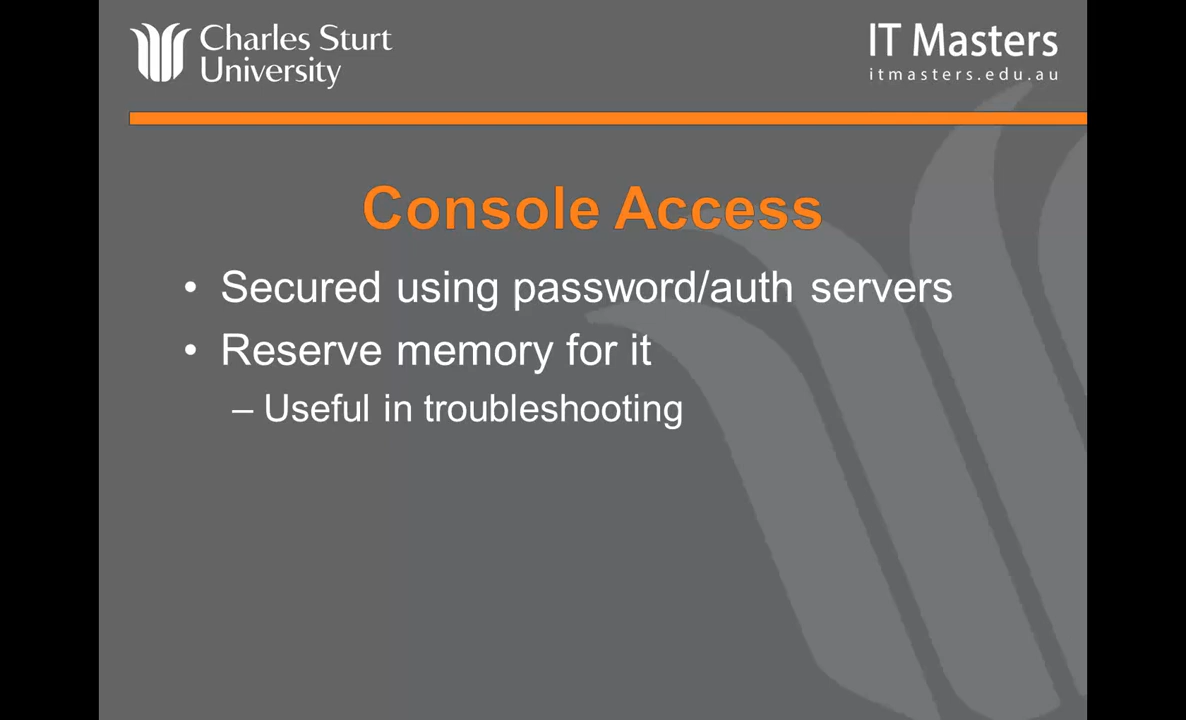 Charles Sturt
University
IT Masters
itmasters.edu.au
Console Access
• Secured using password/auth servers
• Reserve memory for it
– Useful in troubleshooting